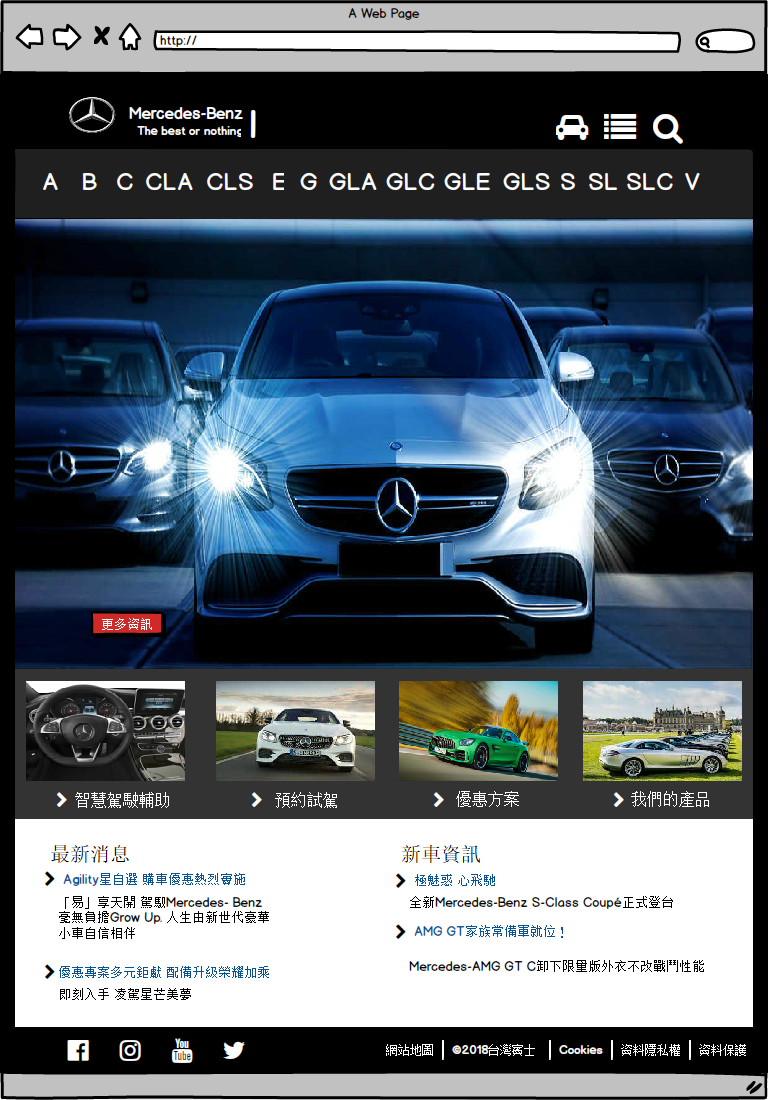 A Web Page
http://
Mercedes-Benz
The best or nothing
A B C CLA CLS E G GLA GLC GLE GLS S SL SLC V
更多資訊
智慧駕駛輔助
預約試駕
優惠方案
我們的產品
最新消息
Agility星自選 購車優惠熱烈實施
「易」享天開 駕馭Mercedes- Benz
毫無負擔Grow Up. 人生由新世代豪華
小車自信相伴
優惠專案多元鉅獻 配備升級榮耀加乘
即刻入手 凌駕星芒美夢
新車資訊
極魅惑 心飛馳
全新Mercedes-Benz S-Class Coupé正式登台
AMG GT家族常備軍就位！
Mercedes-AMG GT C卸下限量版外衣不改戰鬥性能
You
Tube
網站地圖 ©2018台灣賓士 Cookies 資料隱私權 資料保護